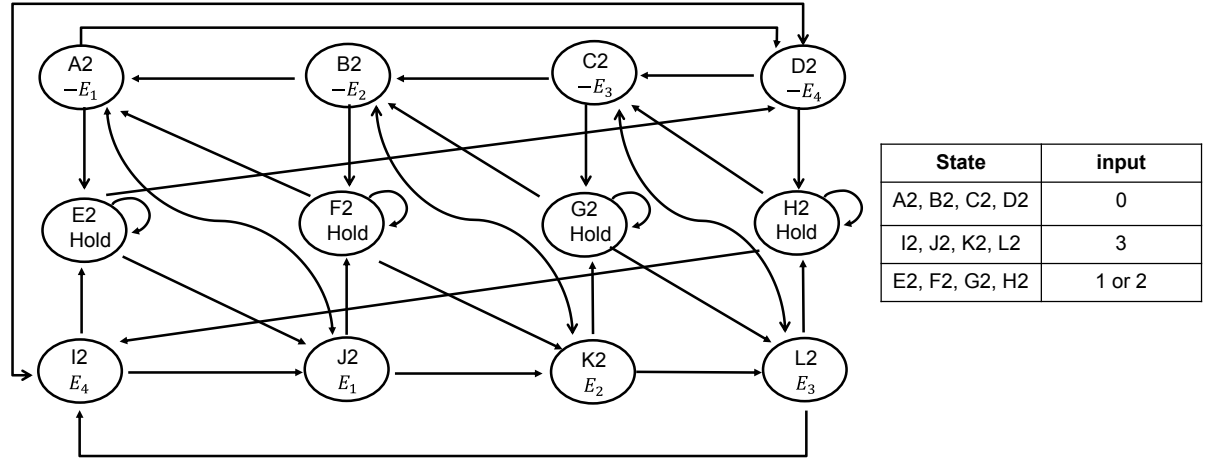 A2
−E₁
B2
−E₂
C2
−E₃
D2
−E₄
E2
Hold
F2
Hold
G2
Hold
H2
Hold
I2
E₄
J2
E₁
K2
E₂
L2
E₃
State input
A2, B2, C2, D2 0
I2, J2, K2, L2 3
E2, F2, G2, H2 1 or 2